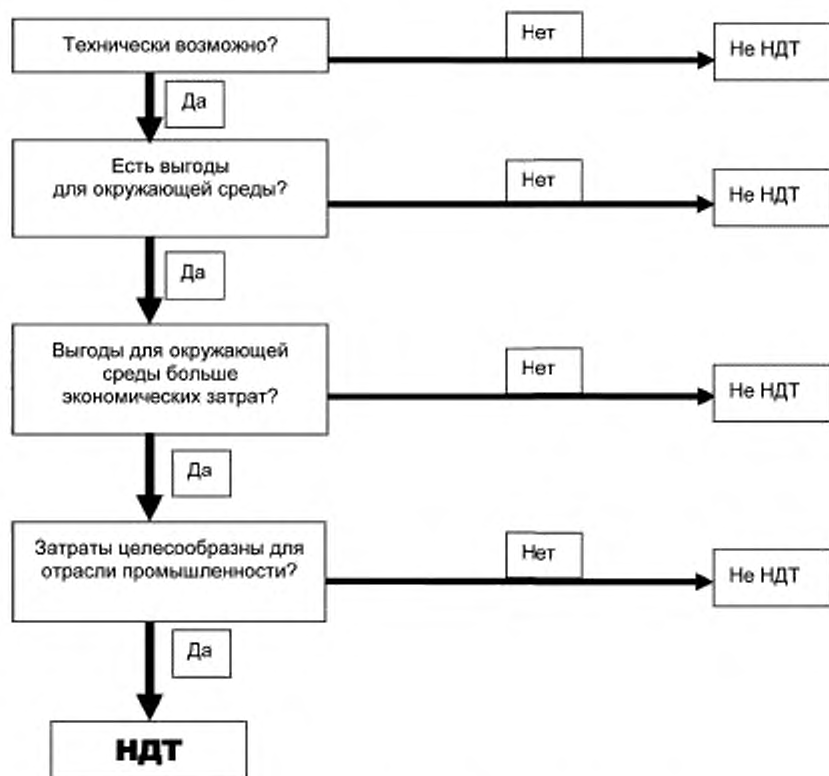 Технически возможно?
Нет
Не НДТ
Да
Есть выгоды
для окружающей среды?
Нет
Не НДТ
Да
Выгоды для окружающей
среды больше
экономических затрат?
Нет
Не НДТ
Да
Затраты целесообразны для
отрасли промышленности?
Нет
Не НДТ
Да
НДТ